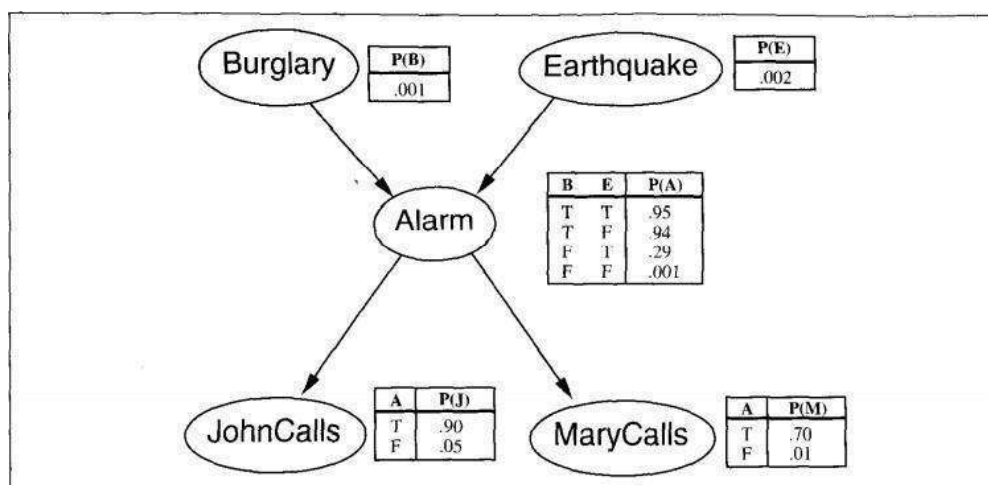 Burglary
P(B)
.001
Earthquake
P(E)
.002
Alarm
B E P(A)
T T .95
T F .94
F T .29
F F .001
JohnCalls
A P(J)
T .90
F .05
MaryCalls
A P(M)
T .70
F .01